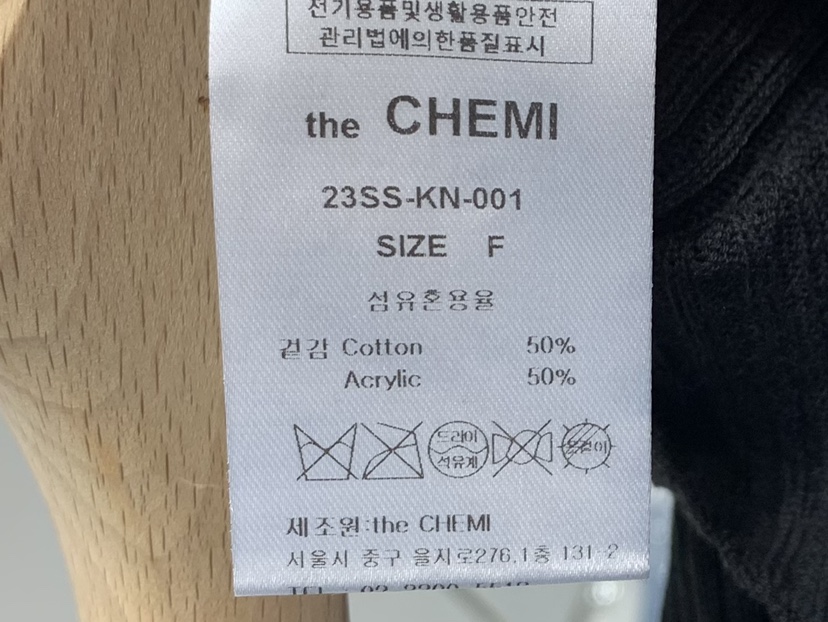 전기용품및생활용품안전
관리법에의한품질표시
the CHEMI
23SS-KN-001
SIZE F
섬유혼용율
겉감 Cotton 50%
Acrylic 50%
드라이
석유계
옷걸이
제조원:the CHEMI
서울시 중구 을지로276,1층 131-2